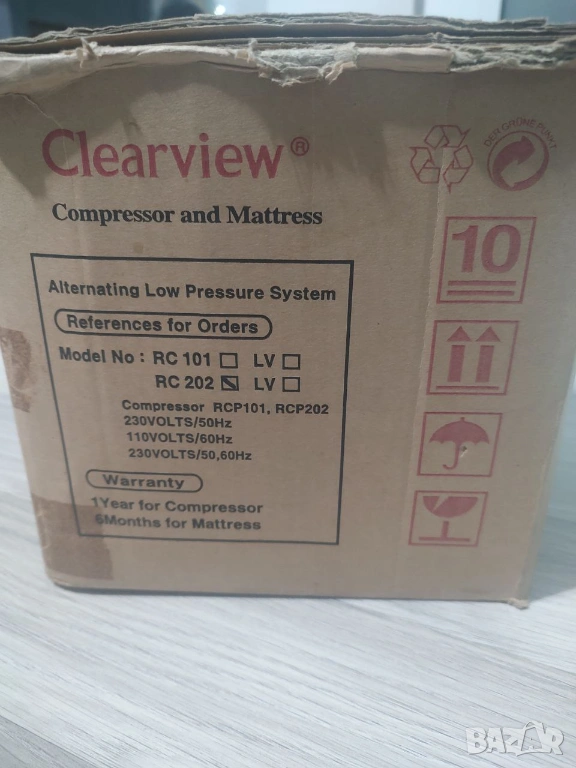 Clearview®
Compressor and Mattress
Alternating Low Pressure System
References for Orders
Model No : RC 101 LV
RC 202 LV
Compressor RCP101, RCP202
230VOLTS/50Hz
110VOLTS/60Hz
230VOLTS/50,60Hz
Warranty
1Year for Compressor
6Months for Mattress
DER GRÜNE PUNKT
10
BAZAR